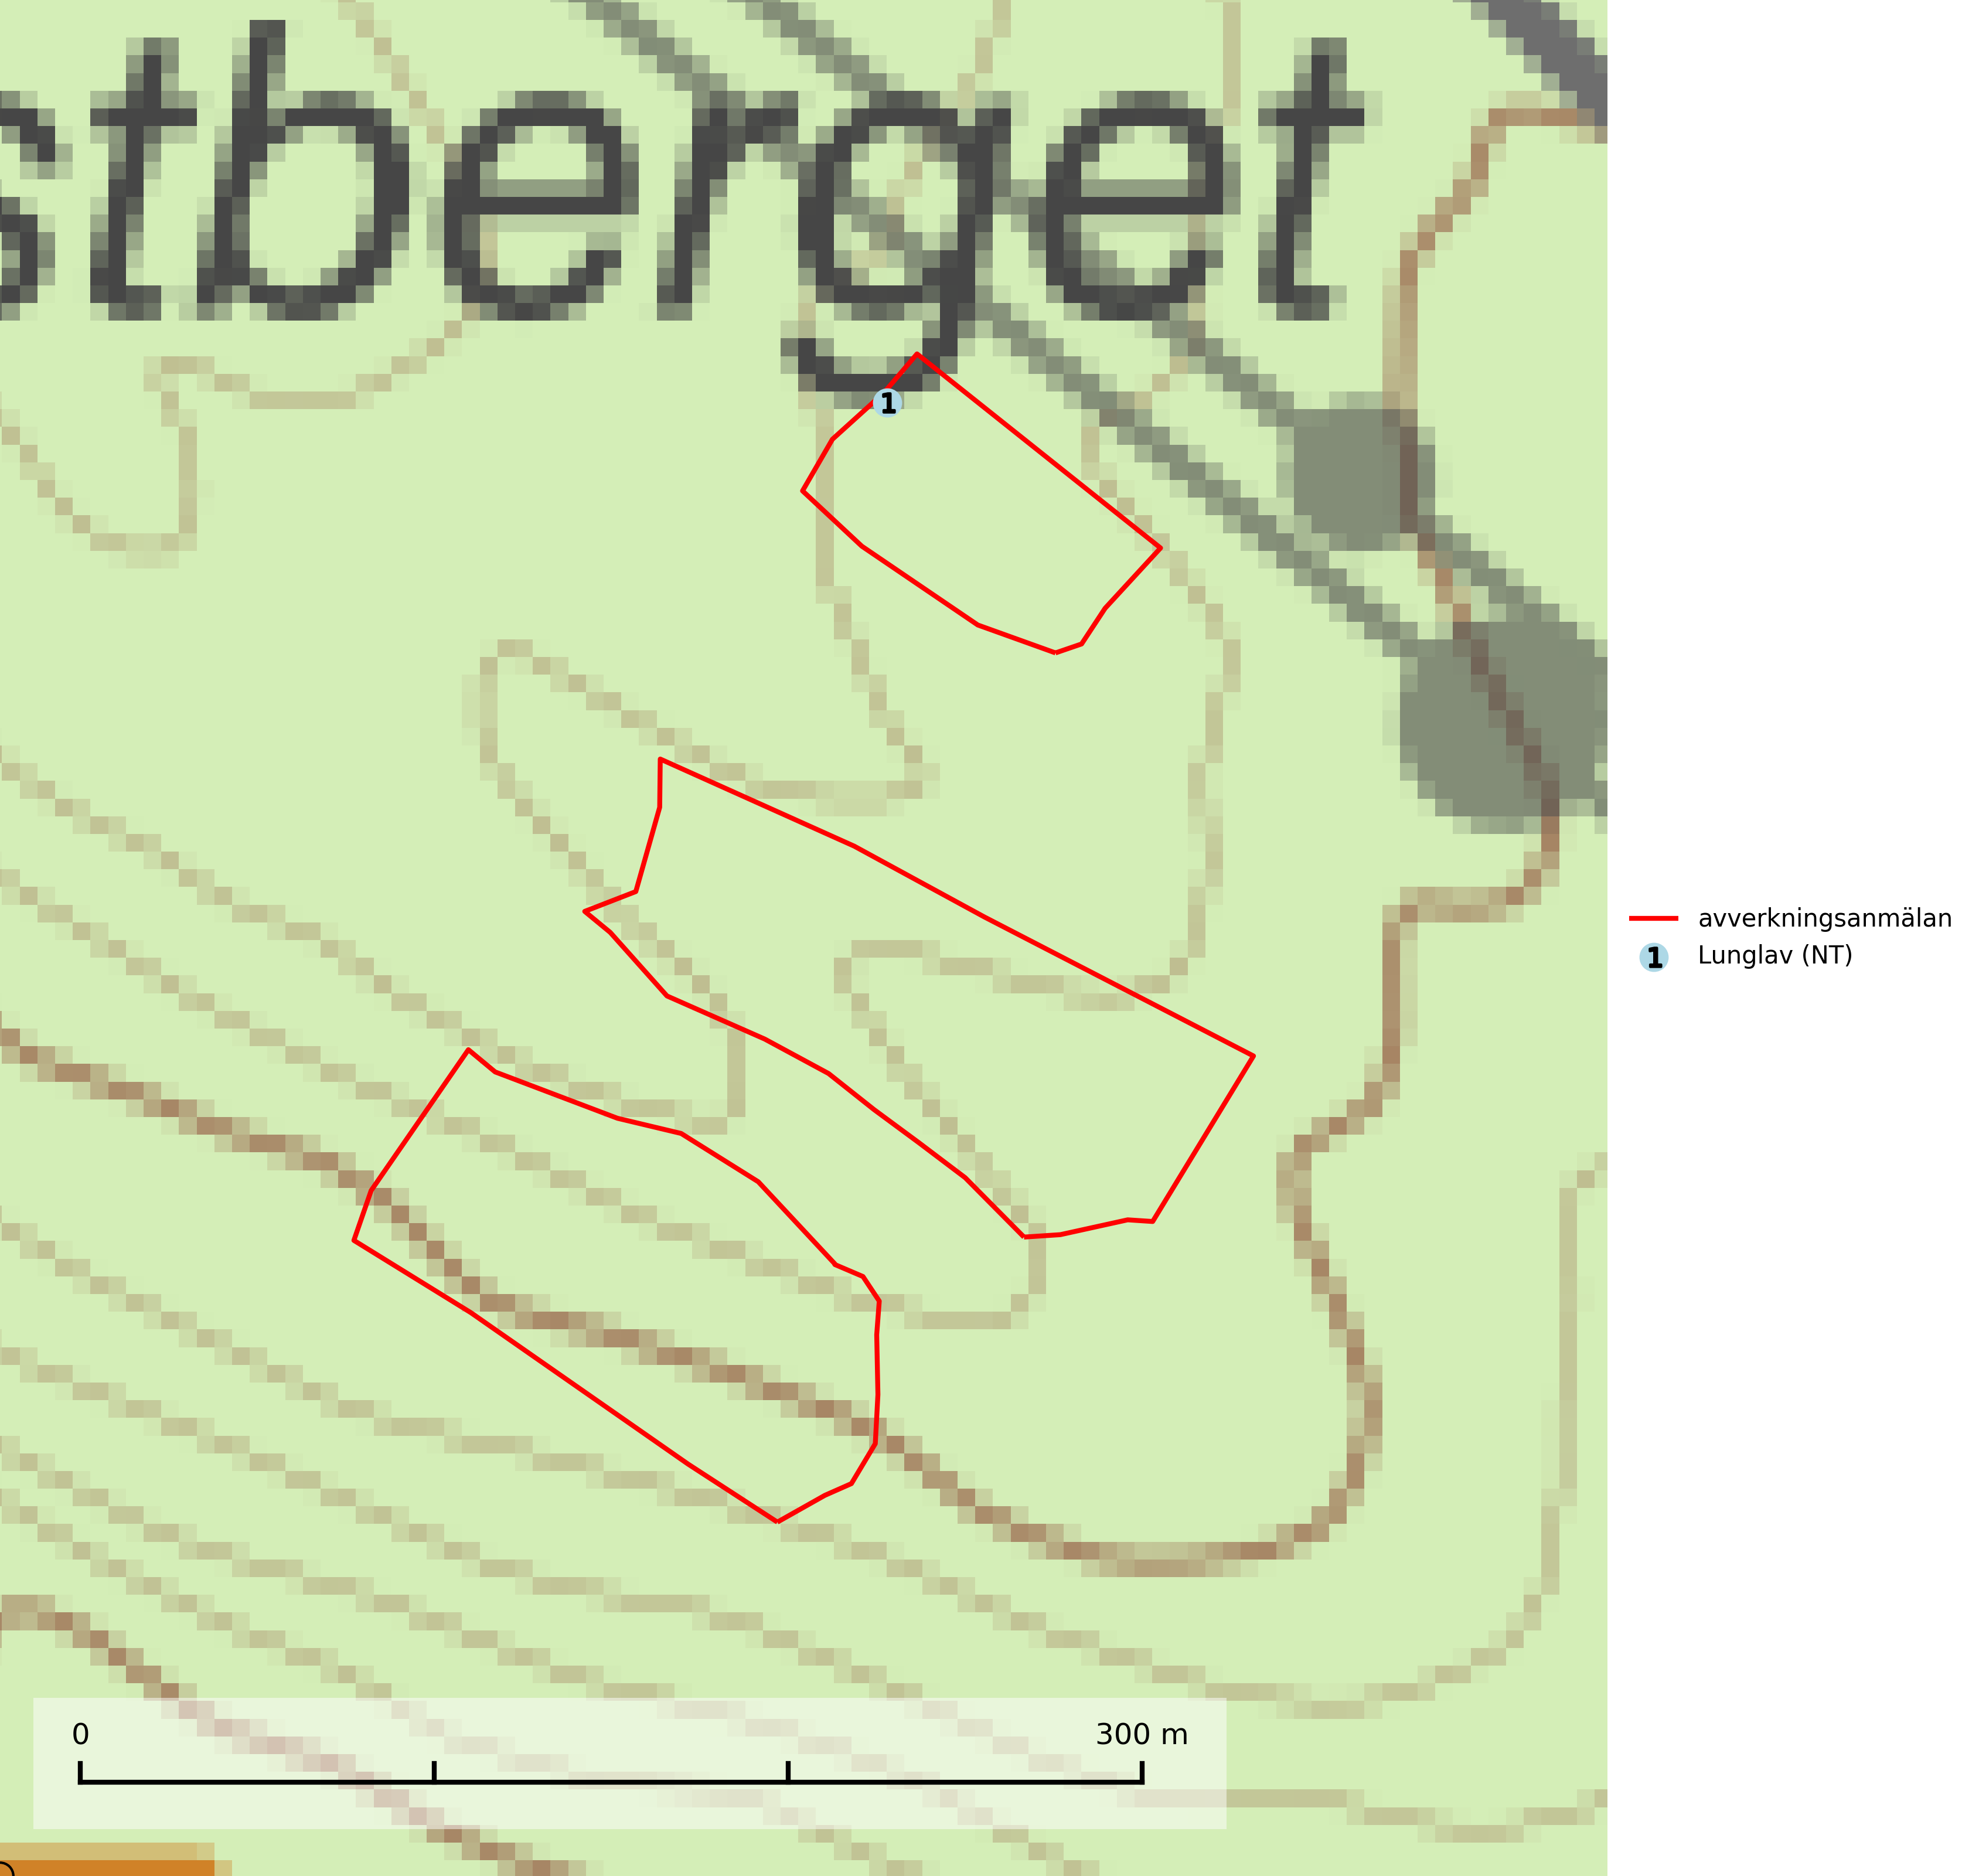 stberget
1
avverkningsanmälan
1 Lunglav (NT)
0 300 m